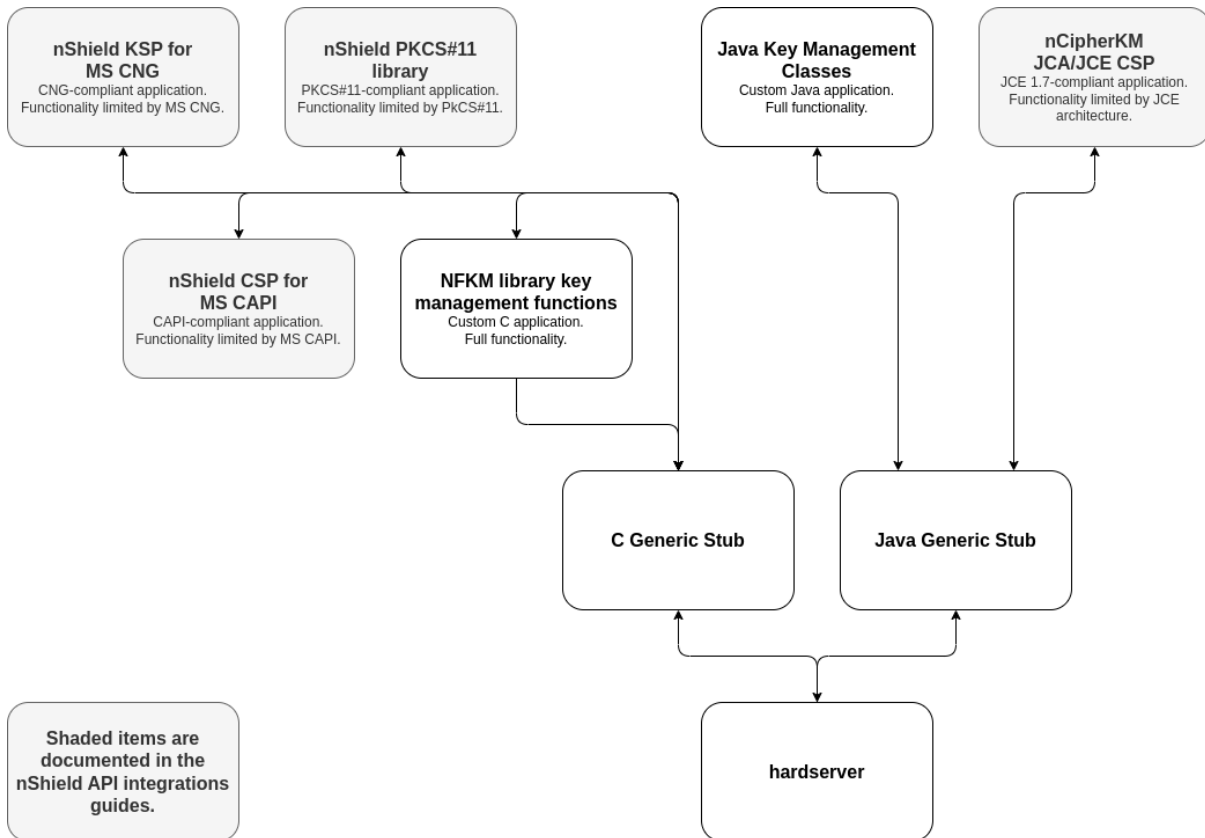 nShield KSP for
MS CNG
CNG-compliant application.
Functionality limited by MS CNG.
nShield PKCS#11
library
PKCS#11-compliant application.
Functionality limited by PkCS#11.
Java Key Management
Classes
Custom Java application.
Full functionality.
nCipherKM
JCA/JCE CSP
JCE 1.7-compliant application.
Functionality limited by JCE
architecture.
nShield CSP for
MS CAPI
CAPI-compliant application.
Functionality limited by MS CAPI.
NFKM library key
management functions
Custom C application.
Full functionality.
C Generic Stub
Java Generic Stub
Shaded items are
documented in the
nShield API integrations
guides.
hardserver